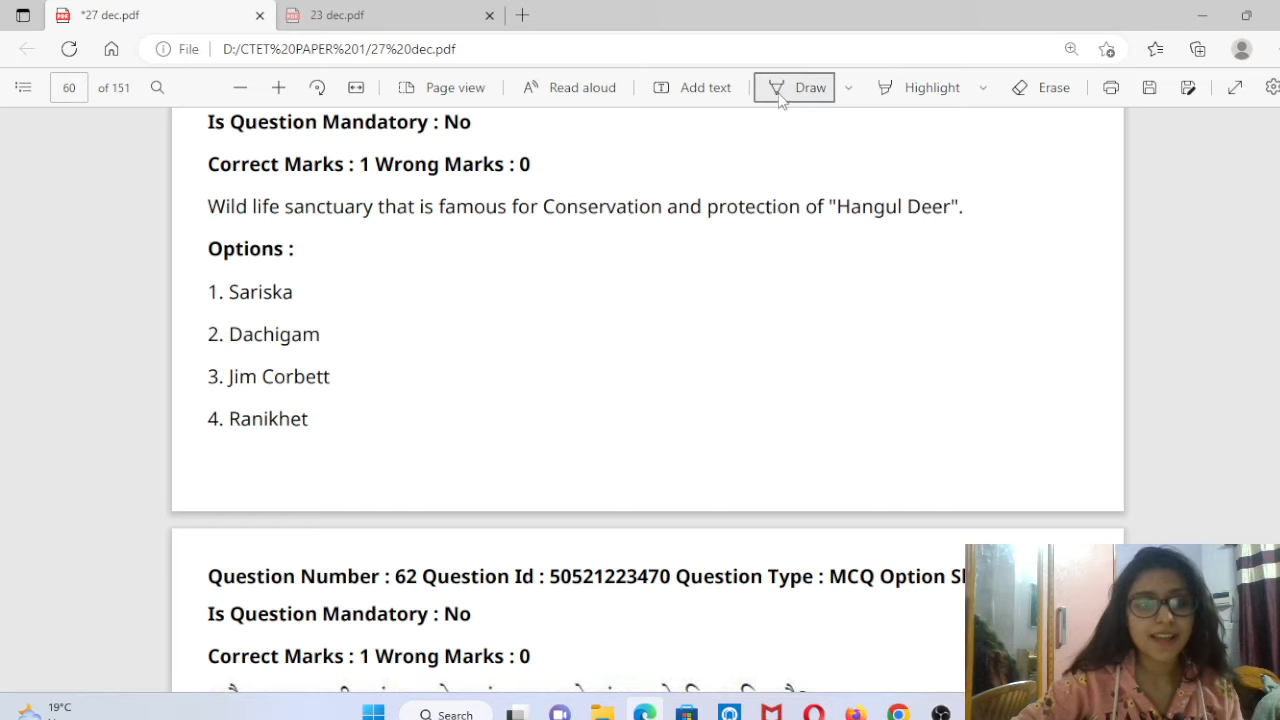 *27 dec.pdf
23 dec.pdf
File D:/CTET%20PAPER%201/27%20dec.pdf
60 of 151 Page view Read aloud Add text Draw Highlight Erase
Is Question Mandatory : No
Correct Marks : 1 Wrong Marks : 0
Wild life sanctuary that is famous for Conservation and protection of "Hangul Deer".
Options :
1. Sariska
2. Dachigam
3. Jim Corbett
4. Ranikhet
Question Number : 62 Question Id : 50521223470 Question Type : MCQ Option
Is Question Mandatory : No
Correct Marks : 1 Wrong Marks : 0
19°C
Search